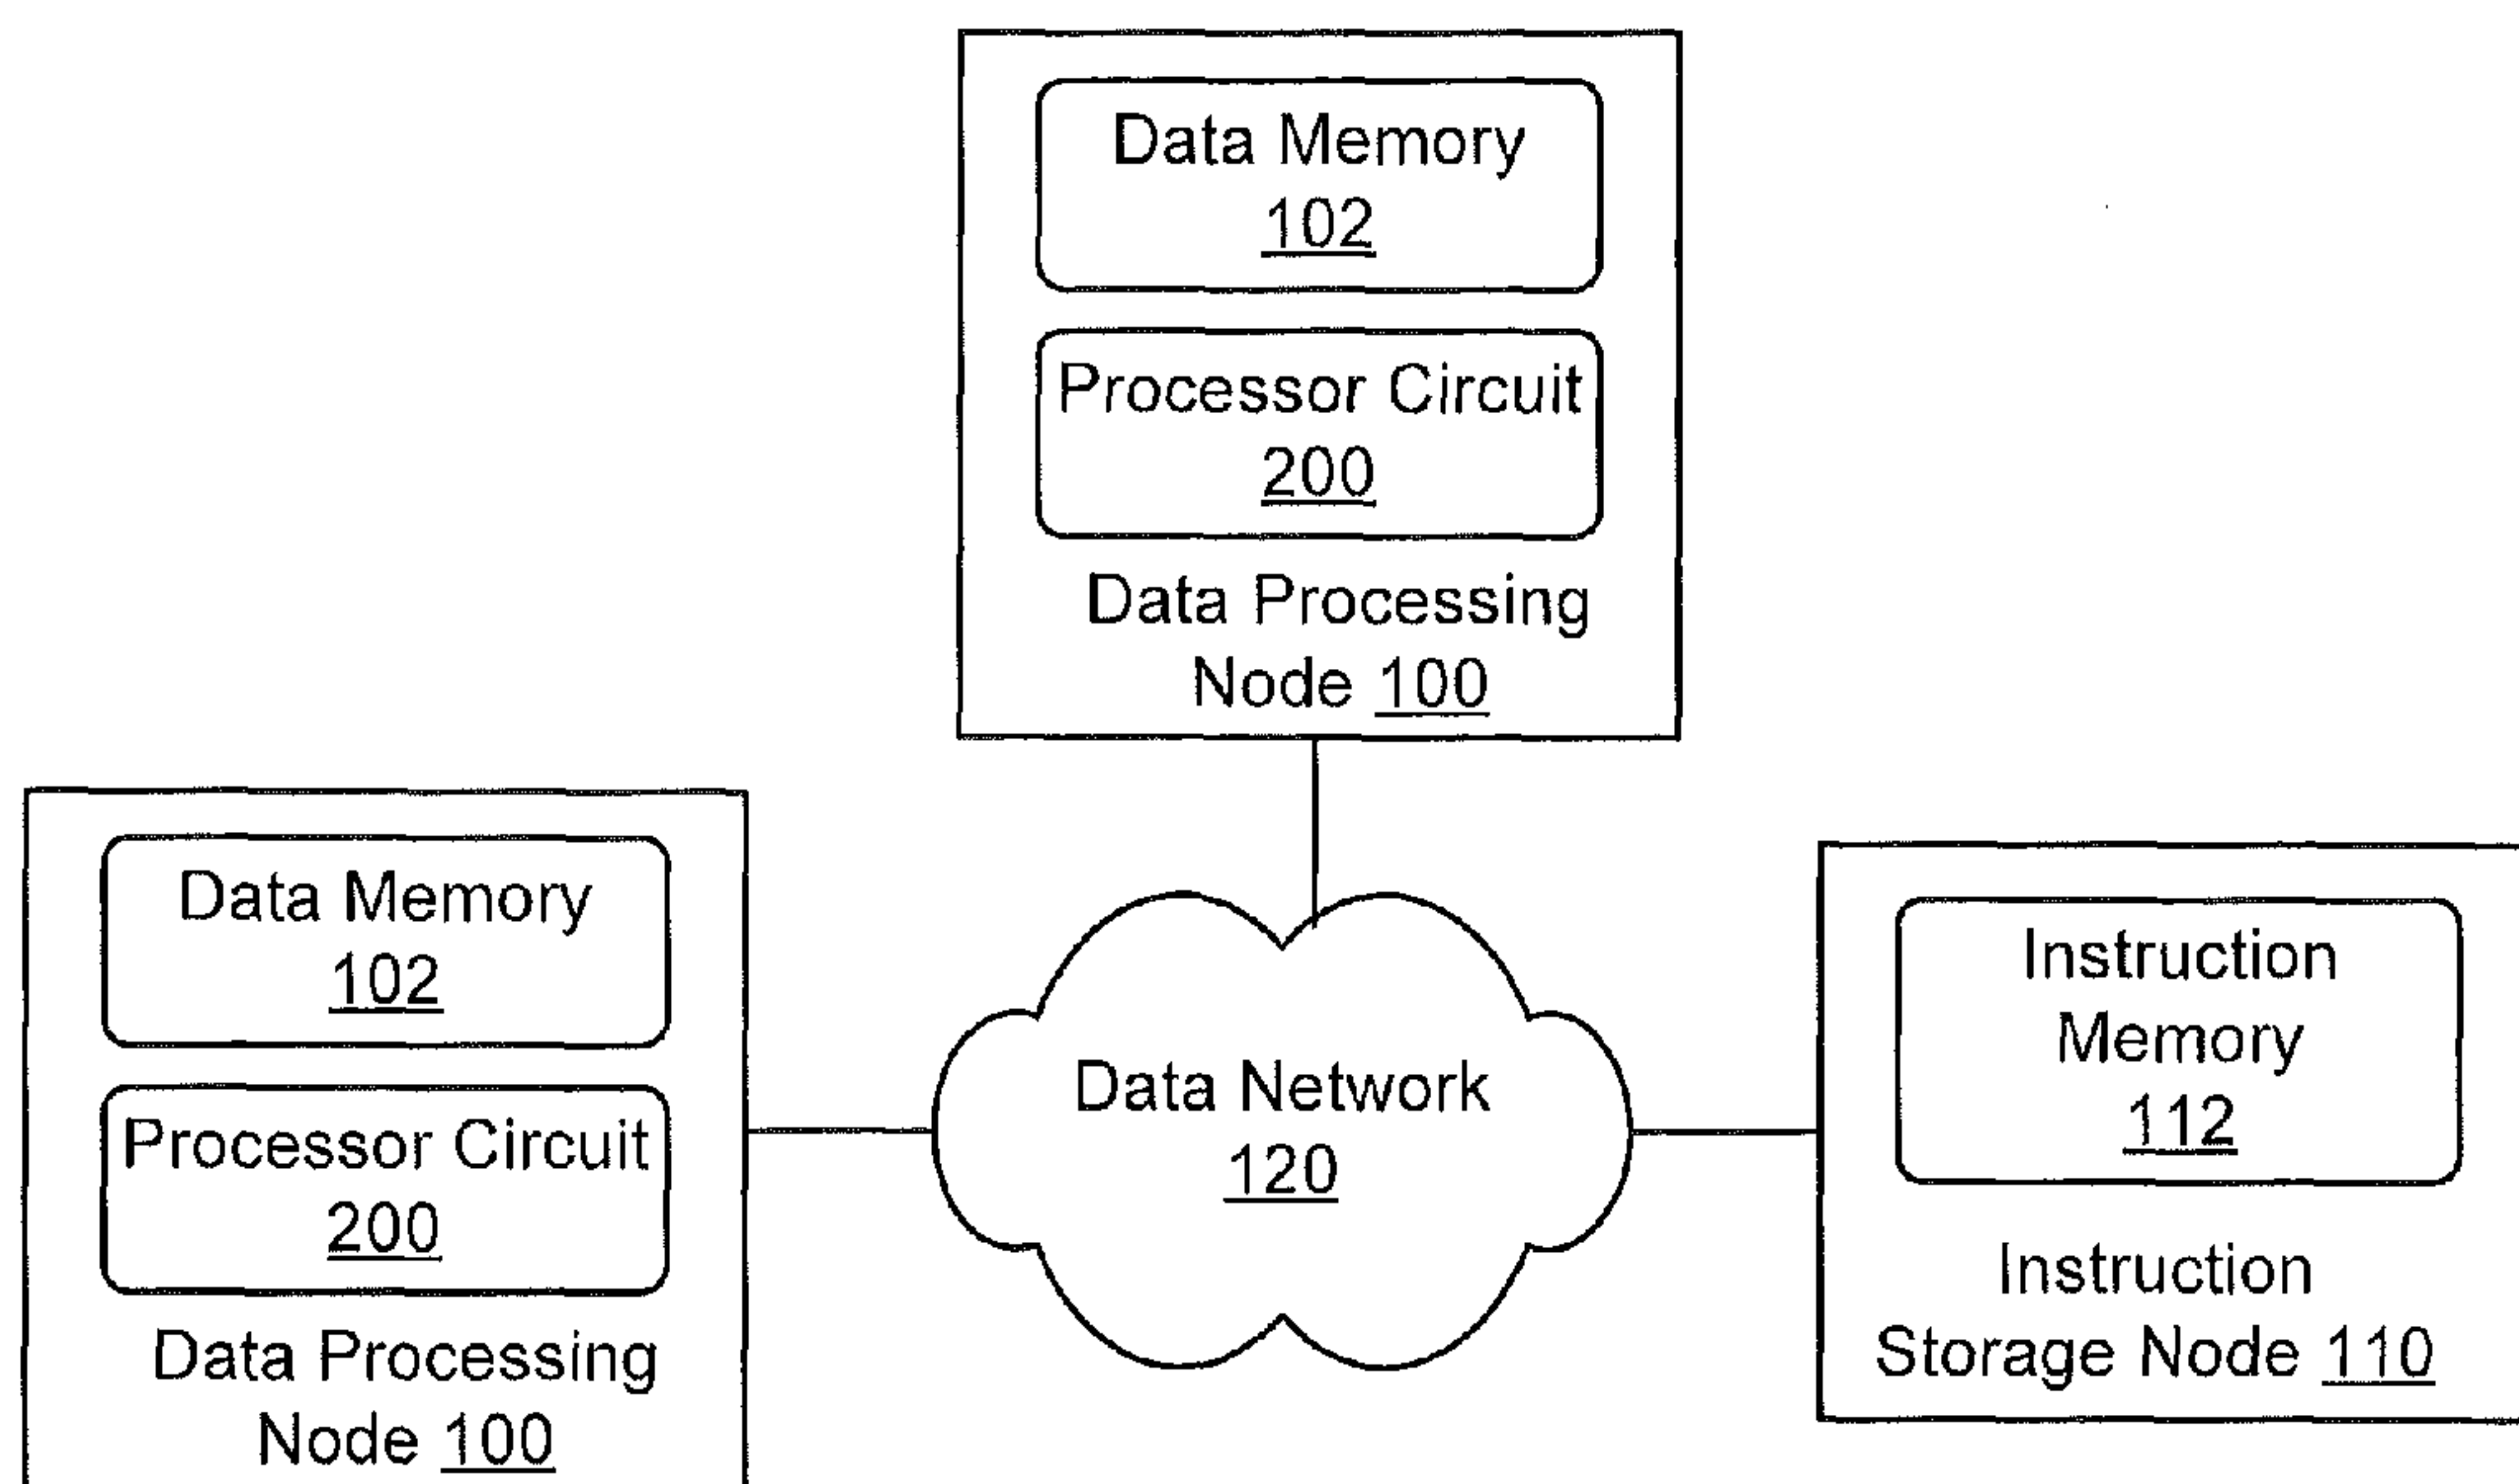 Data Memory
102
Processor Circuit
200
Data Processing
Node 100
Data Memory
102
Processor Circuit
200
Data Processing
Node 100
Data Network
120
Instruction
Memory
112
Instruction
Storage Node 110